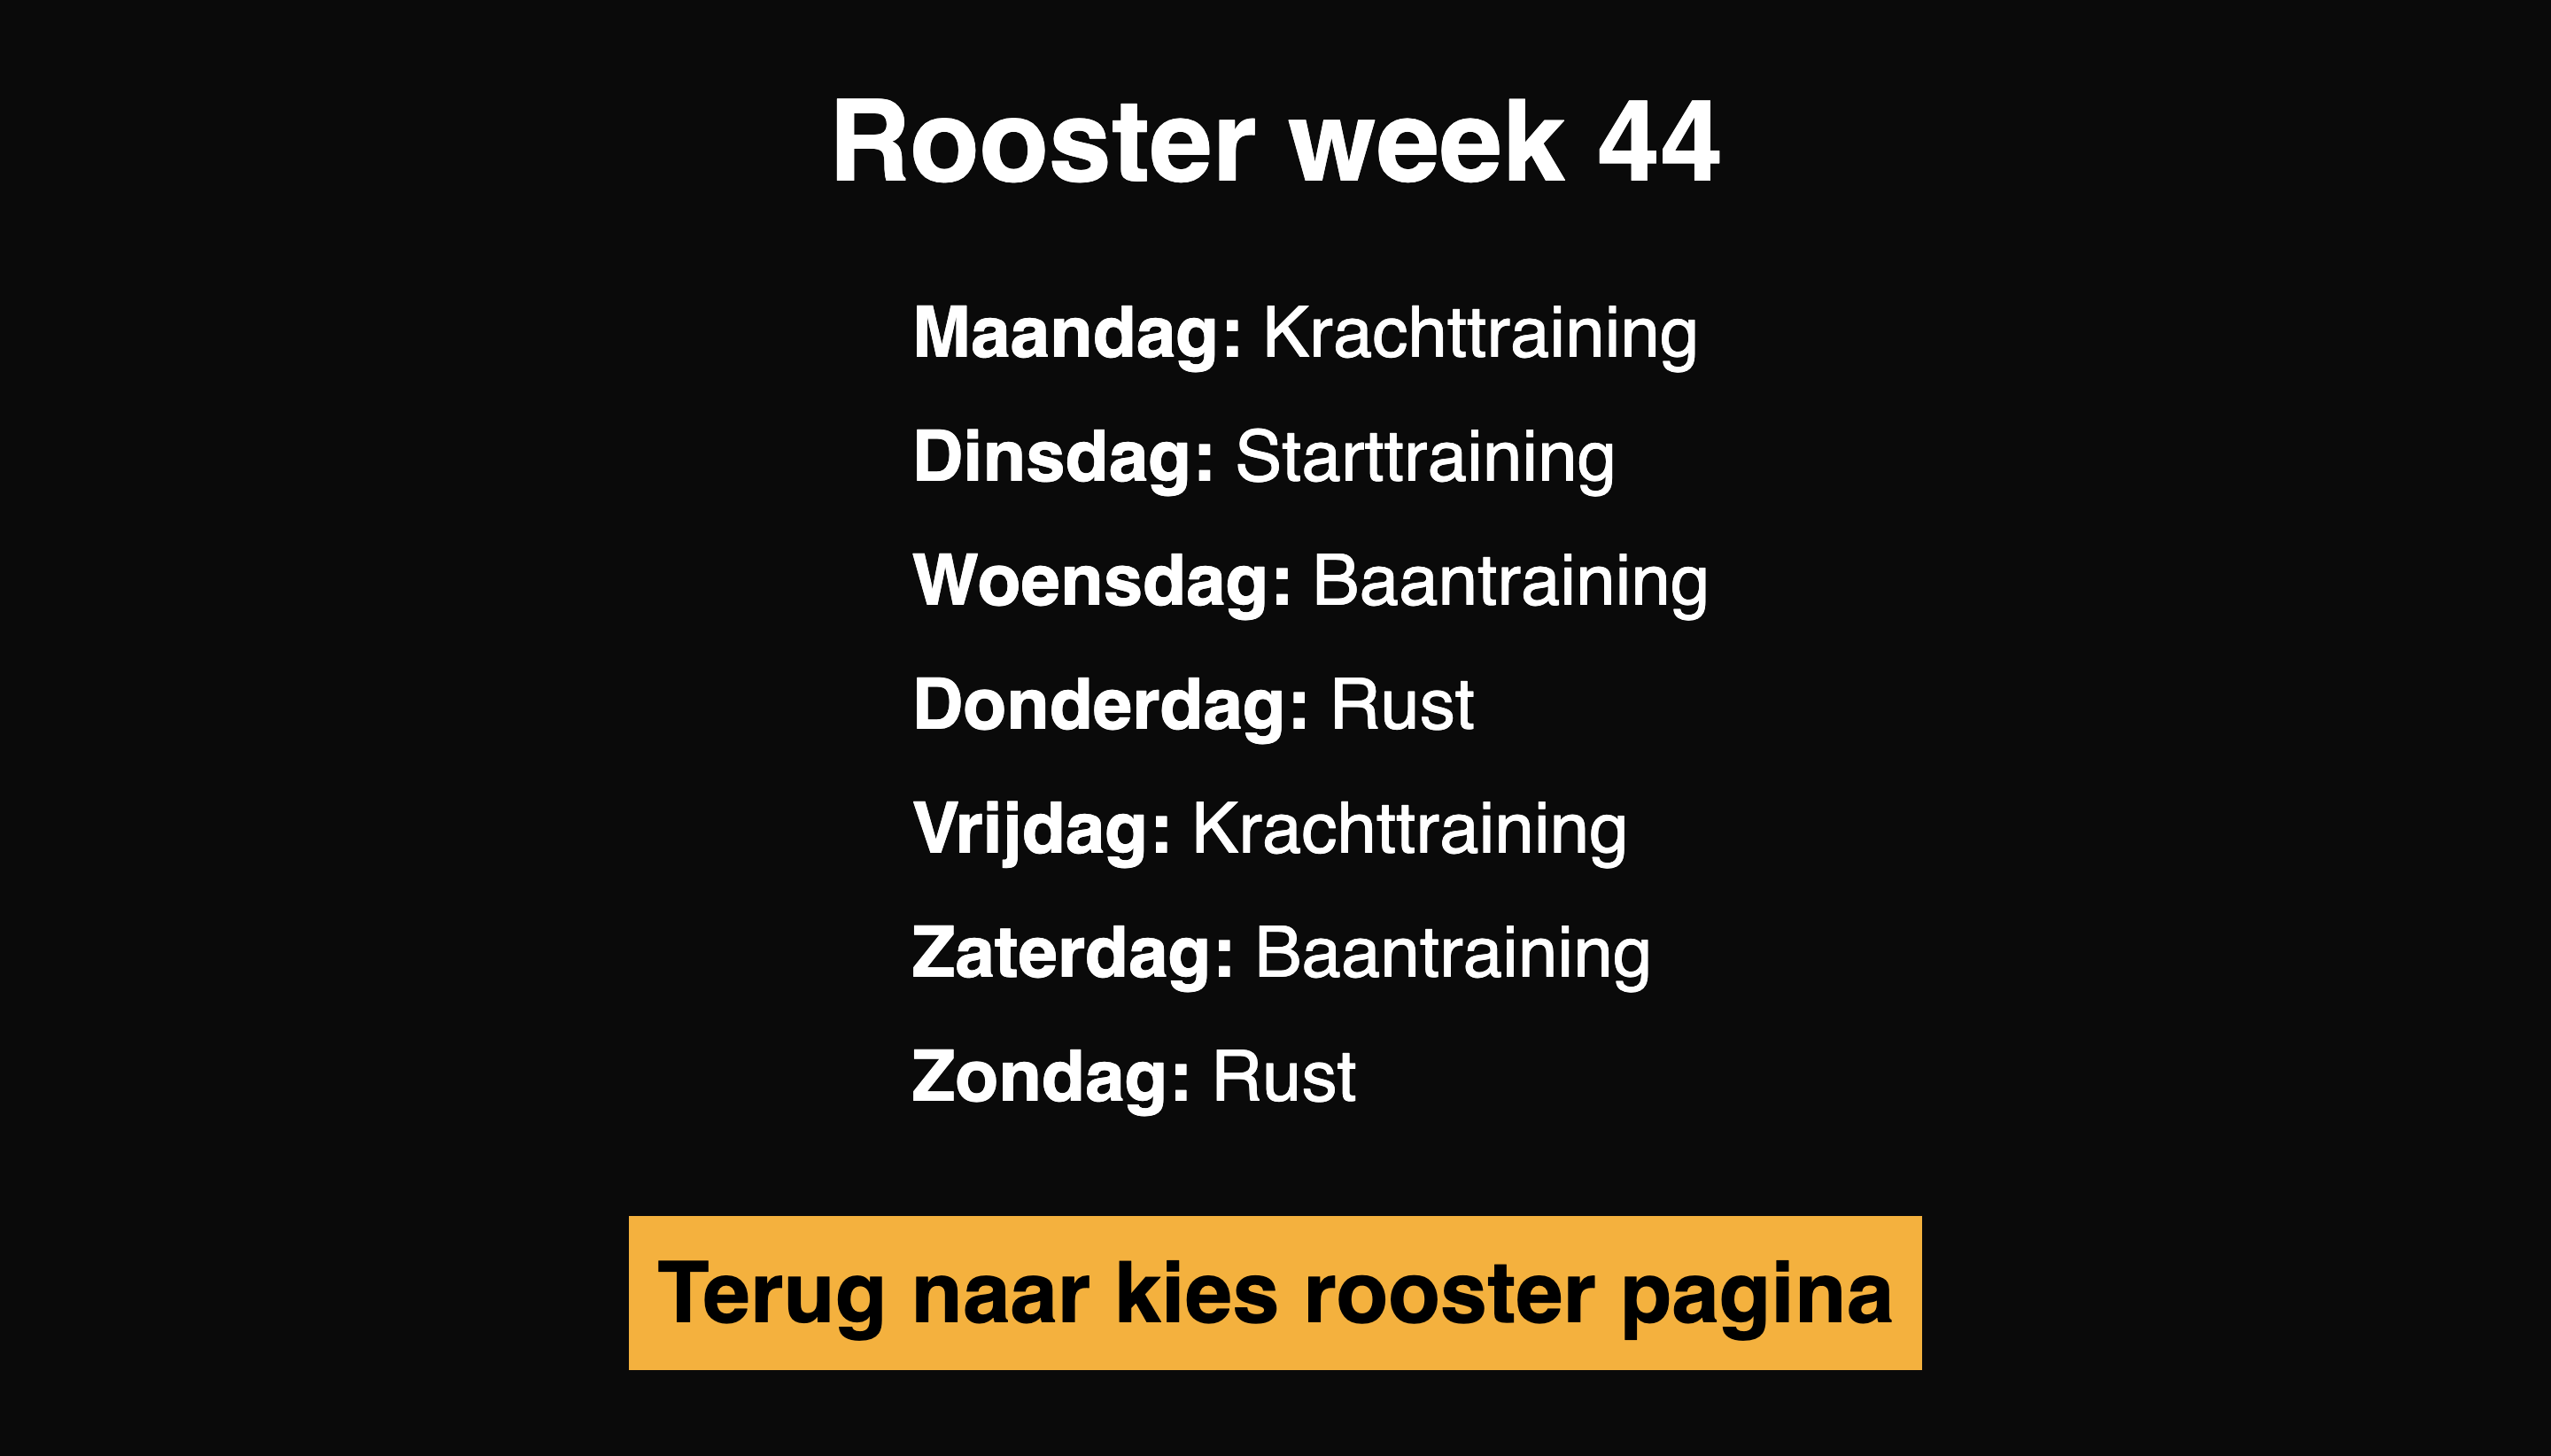 Rooster week 44
Maandag: Krachttraining
Dinsdag: Starttraining
Woensdag: Baantraining
Donderdag: Rust
Vrijdag: Krachttraining
Zaterdag: Baantraining
Zondag: Rust
Terug naar kies rooster pagina